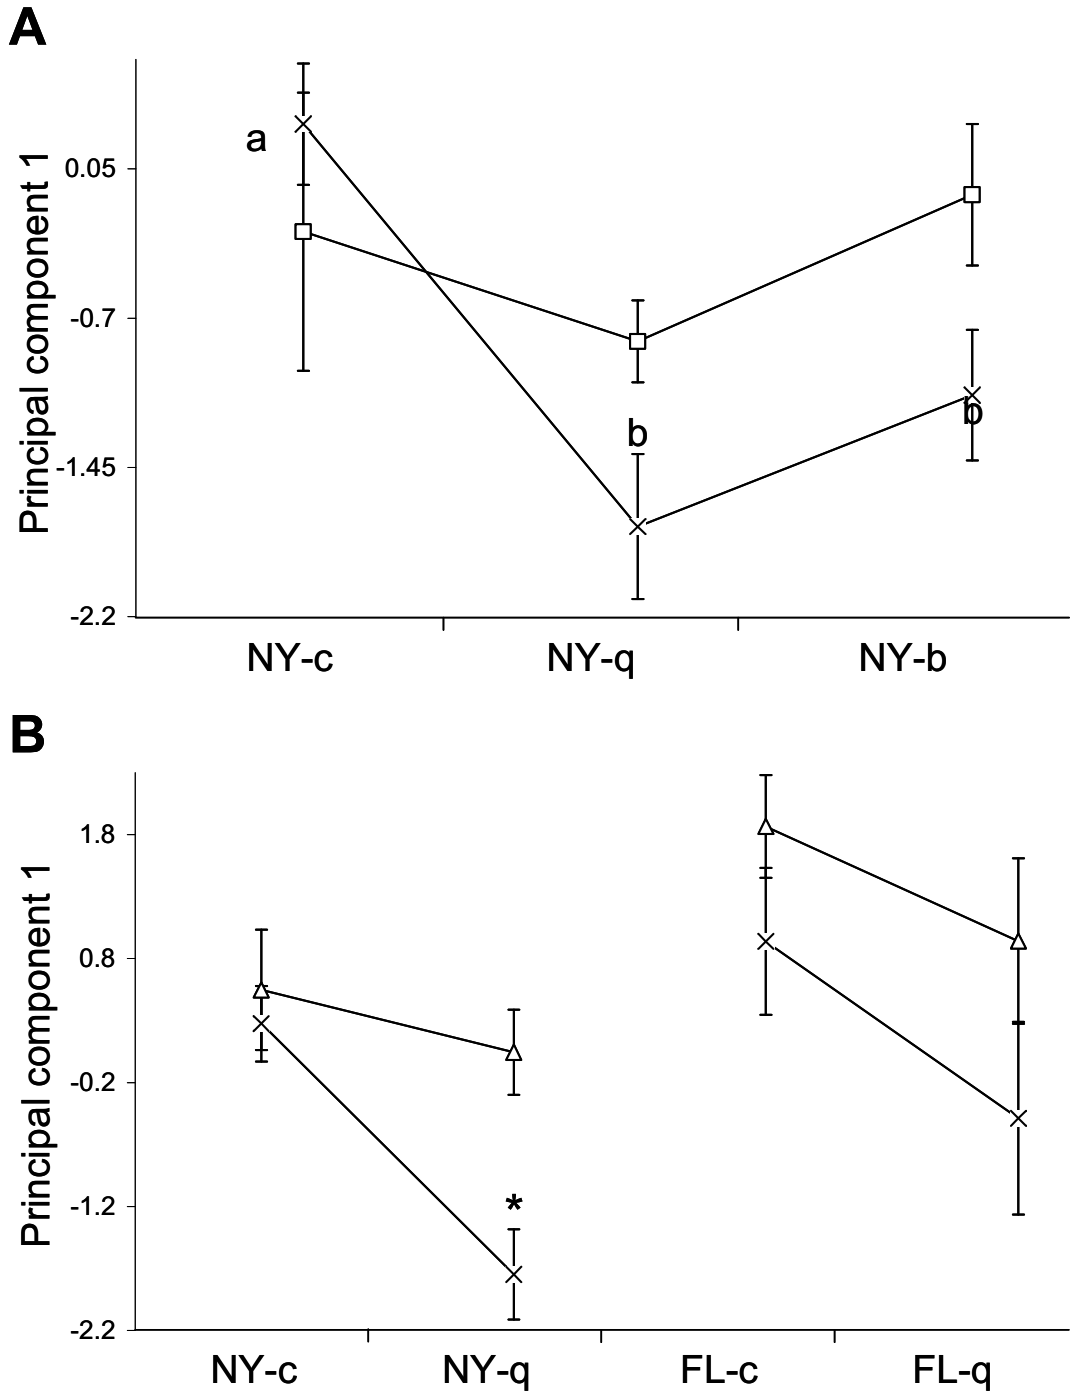 A
Principal component 1
0.05
-0.7
-1.45
-2.2
a
b
b
NY-c NY-q NY-b
B
Principal component 1
1.8
0.8
-0.2
-1.2
-2.2
*
NY-c NY-q FL-c FL-q